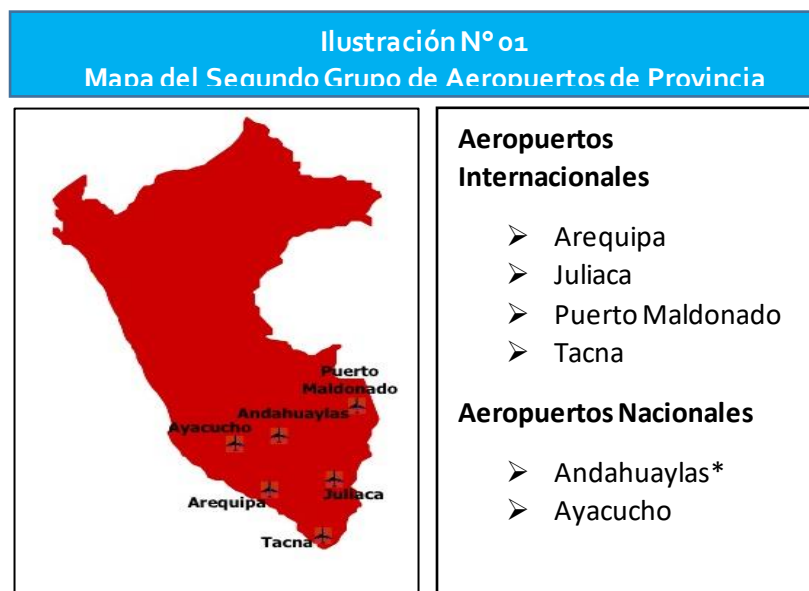 Ilustración N° 01
Mapa del Segundo Grupo de Aeropuertos de Provincia
Puerto
Maldonado
Andahuaylas
Ayacucho
Juliaca
Arequipa
Tacna
Aeropuertos
Internacionales
➢ Arequipa
➢ Juliaca
➢ Puerto Maldonado
➢ Tacna
Aeropuertos Nacionales
➢ Andahuaylas*
➢ Ayacucho